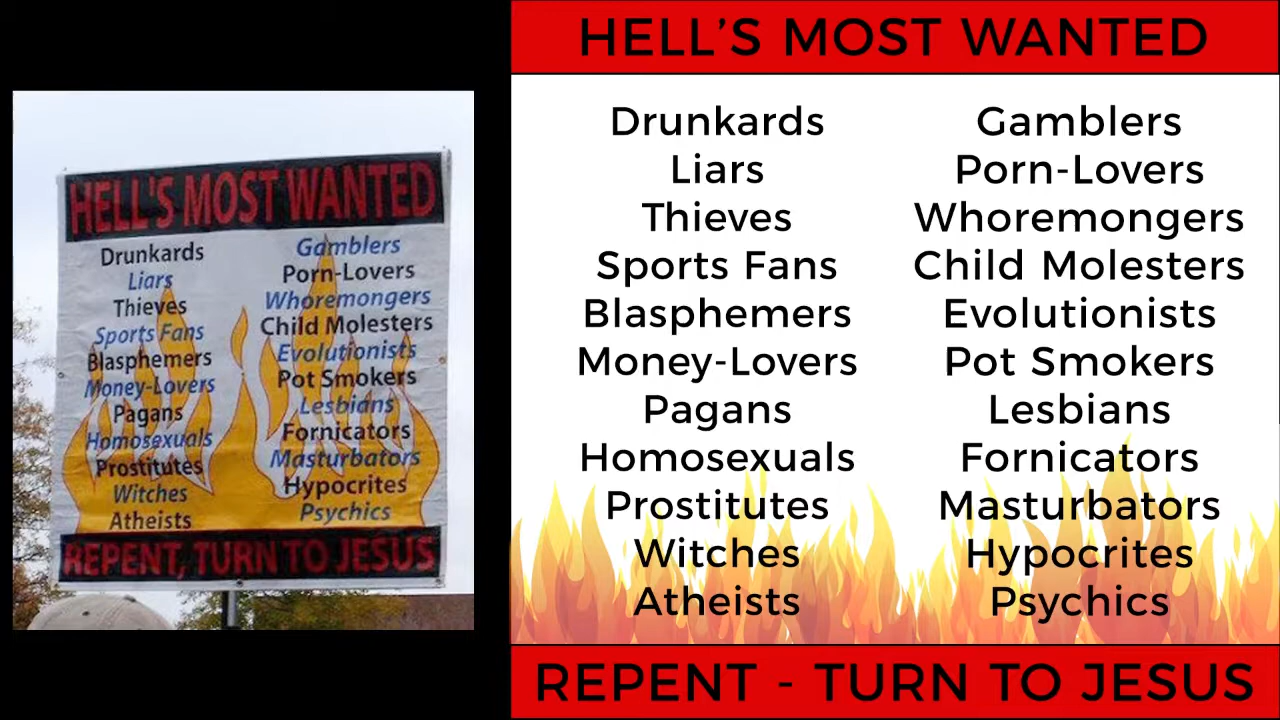 HELL'S MOST WANTED
Drunkards
Liars
Thieves
Sports Fans
Blasphemers
Money-Lovers
Pagans
Homosexuals
Prostitutes
Witches
Atheists
Gamblers
Porn-Lovers
Whoremongers
Child Molesters
Evolutionists
Pot Smokers
Lesbians
Fornicators
Masturbators
Hypocrites
Psychics
REPENT, TURN TO JESUS
HELL’S MOST WANTED
Drunkards
Liars
Thieves
Sports Fans
Blasphemers
Money-Lovers
Pagans
Homosexuals
Prostitutes
Witches
Atheists
Gamblers
Porn-Lovers
Whoremongers
Child Molesters
Evolutionists
Pot Smokers
Lesbians
Fornicators
Masturbators
Hypocrites
Psychics
REPENT - TURN TO JESUS